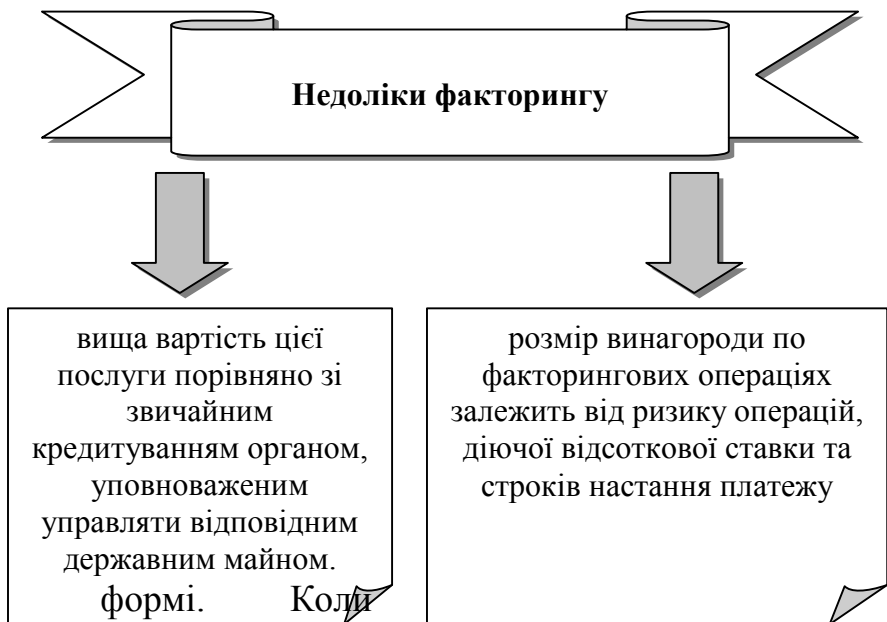 Недоліки факторингу
вища вартість цієї
послуги порівняно зі
звичайним
кредитуванням органом,
уповноваженим
управляти відповідним
державним майном.
формі. Коли
розмір винагороди по
факторингових операціях
залежить від ризику операцій,
діючої відсоткової ставки та
строків настання платежу